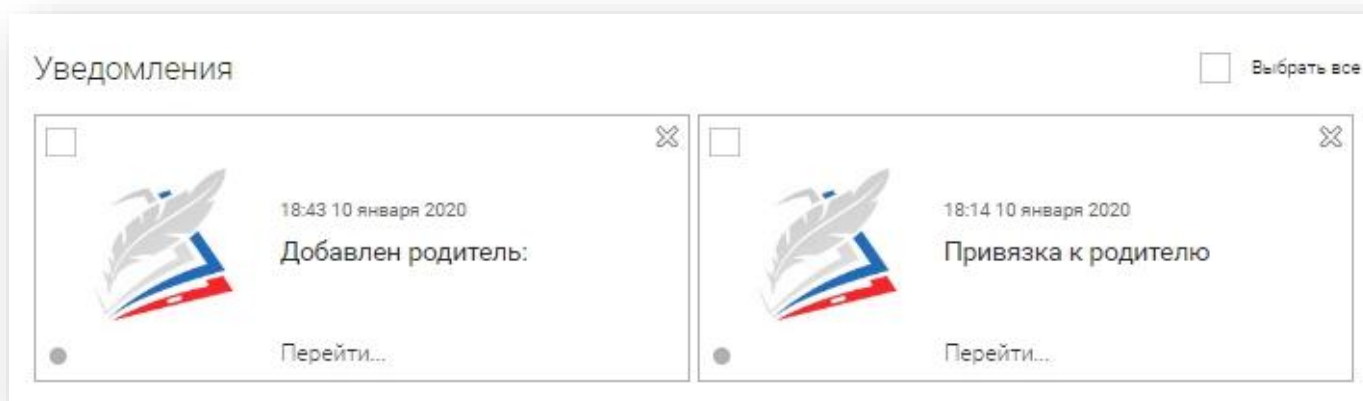 Уведомления
Выбрать все
18:43 10 января 2020
Добавлен родитель:
Перейти...
18:14 10 января 2020
Привязка к родителю
Перейти...